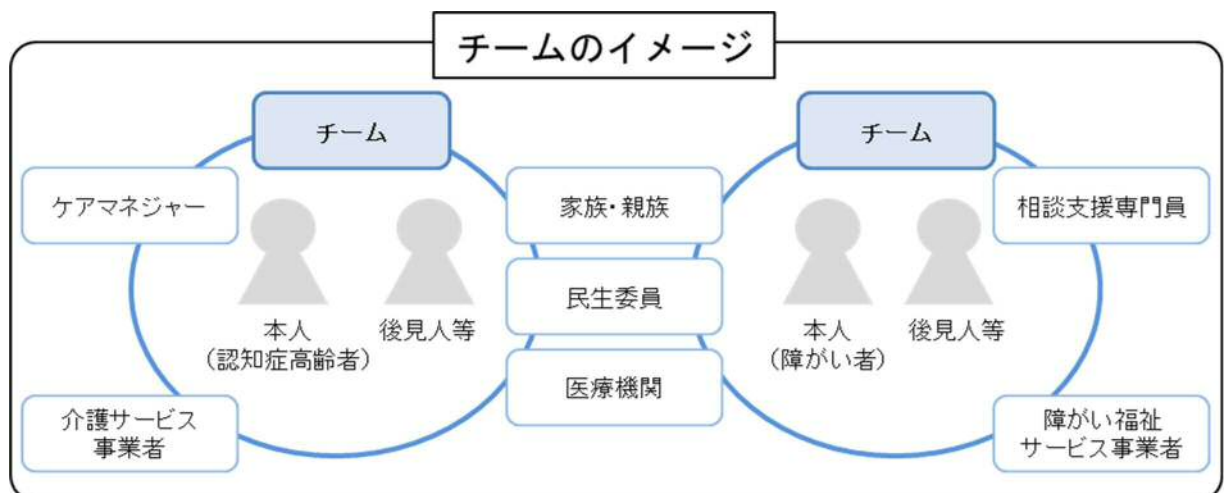 チームのイメージ
チーム
ケアマネジャー
本人
(認知症高齢者)
後見人等
介護サービス
事業者
家族・親族
民生委員
医療機関
チーム
相談支援専門員
本人
(障がい者)
後見人等
障がい福祉
サービス事業者